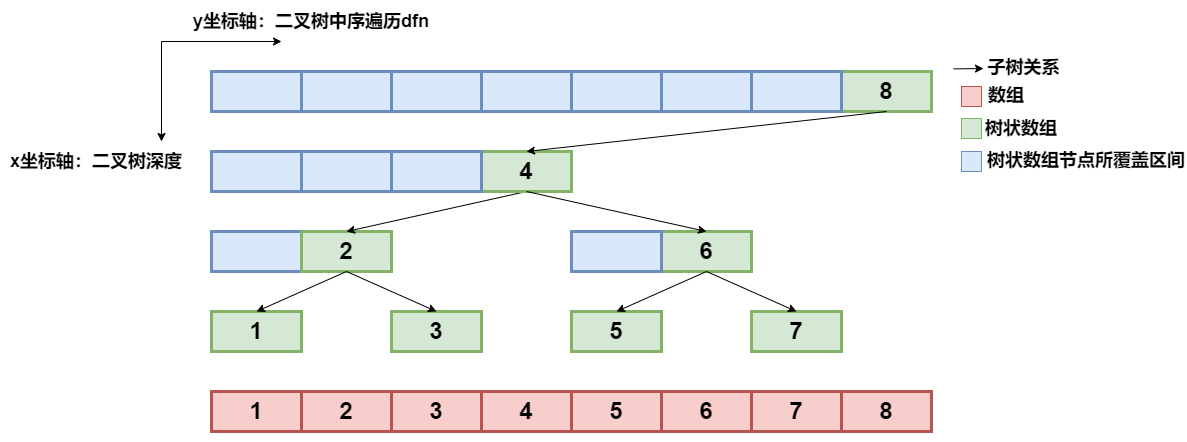 y坐标轴：二叉树中序遍历dfn
x坐标轴：二叉树深度
子树关系
数组
树状数组
树状数组节点所覆盖区间
8
4
2 6
1 3 5 7
1 2 3 4 5 6 7 8